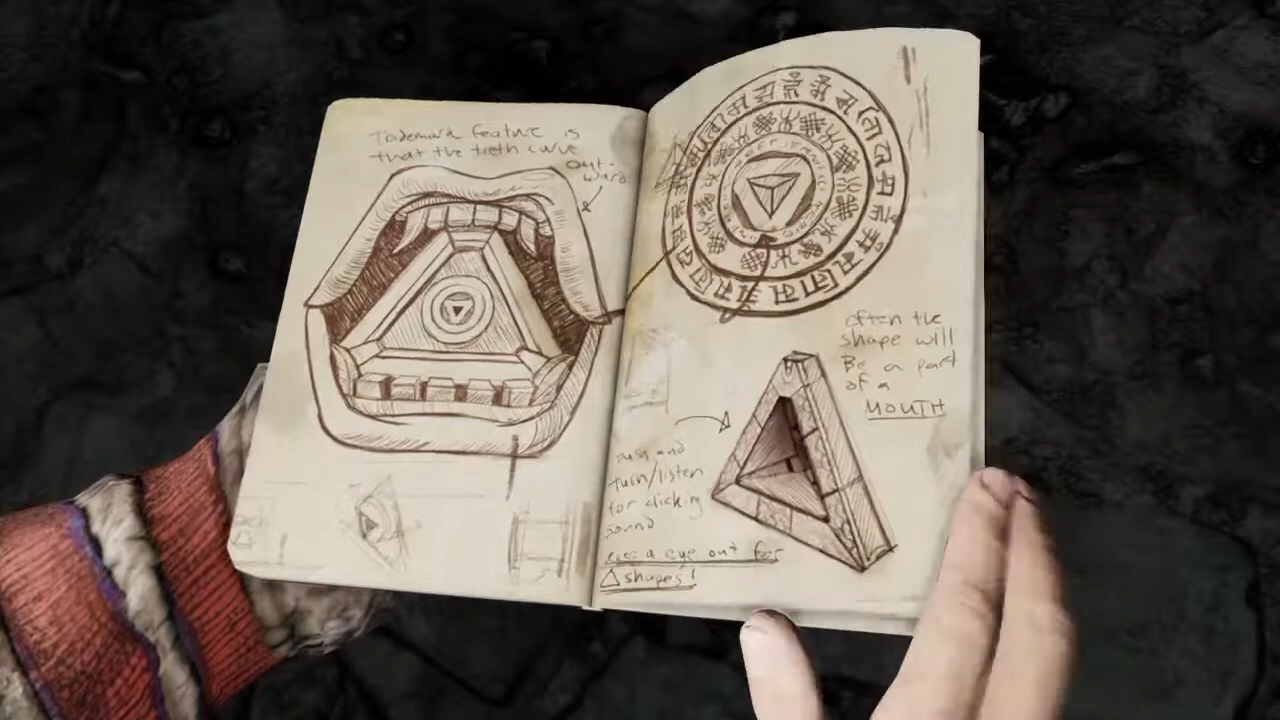 Trademark feature is
that the teeth curve
out-
ward
often the
shape will
Be a part
of a
MOUTH
push and
turn/listen
for clicking
sound
a eye out for
△ shapes!